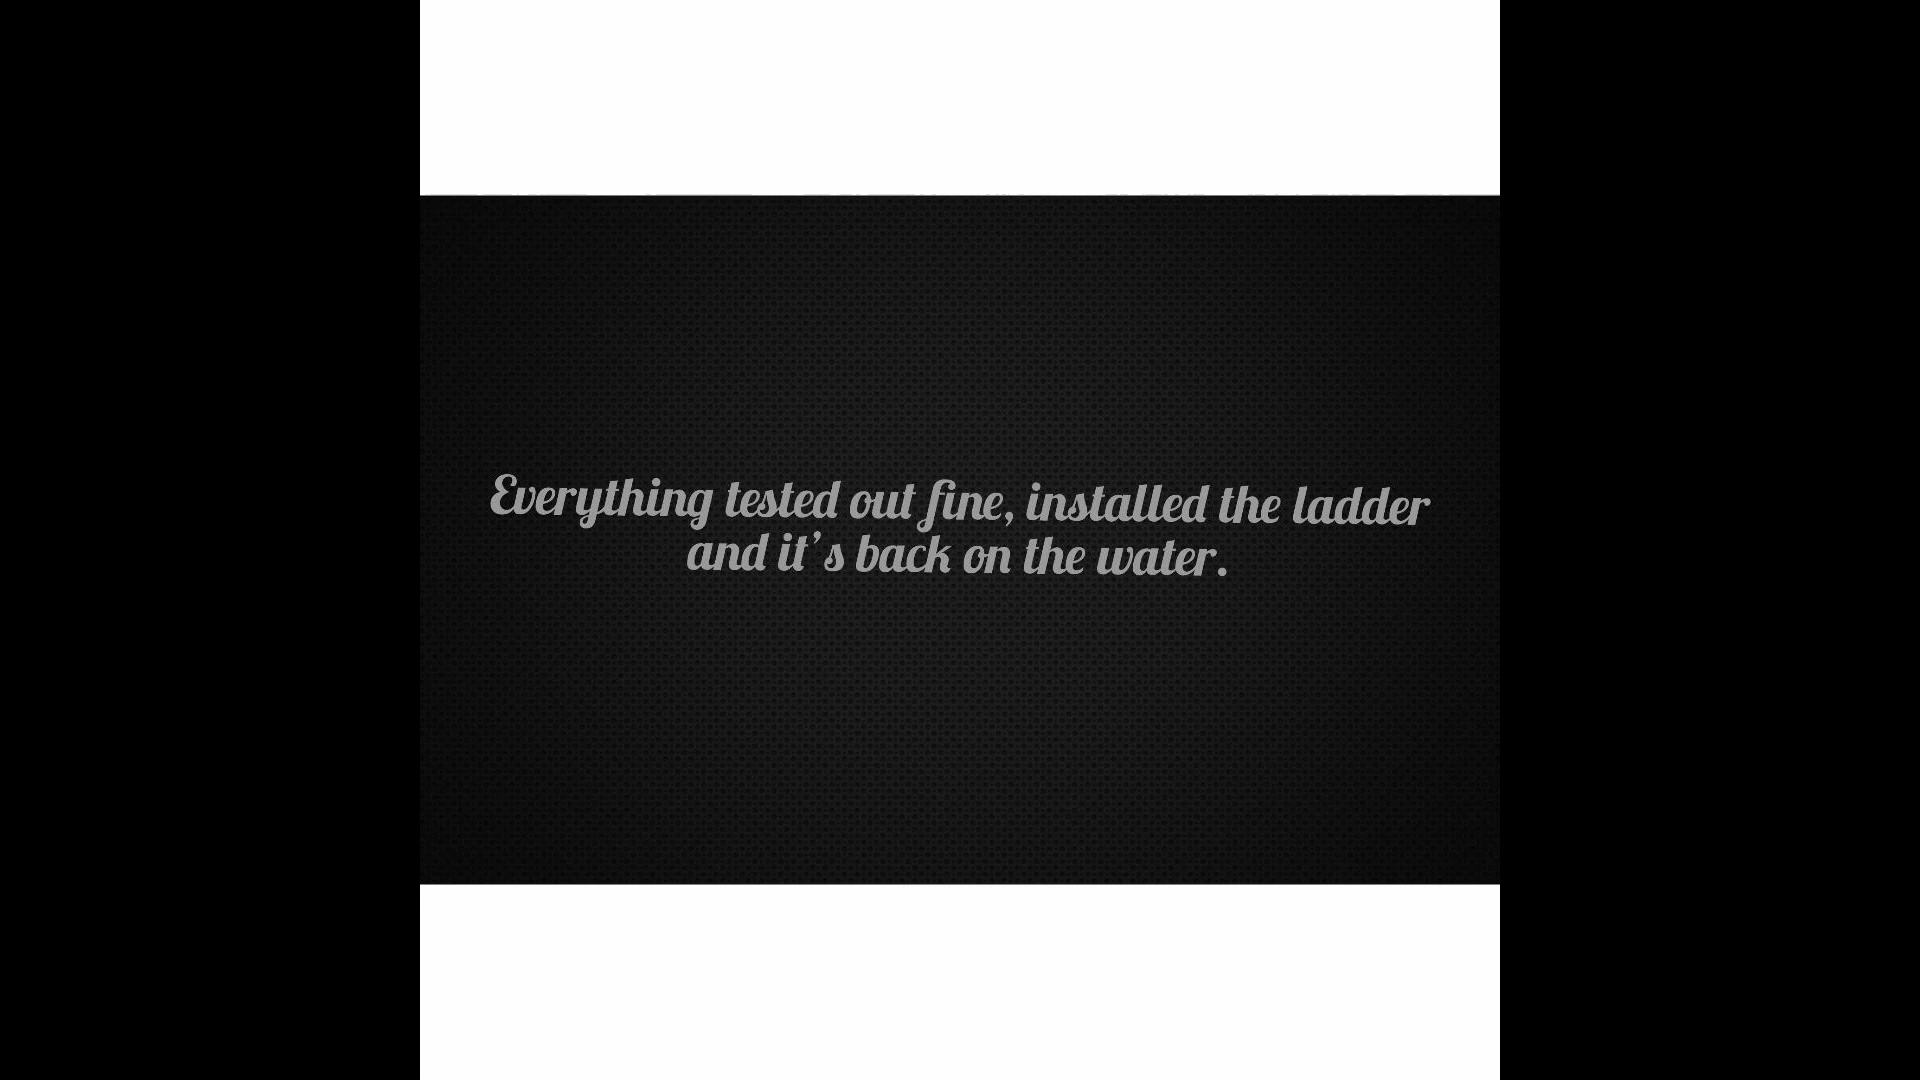 Everything tested out fine, installed the ladder
and it’s back on the water.